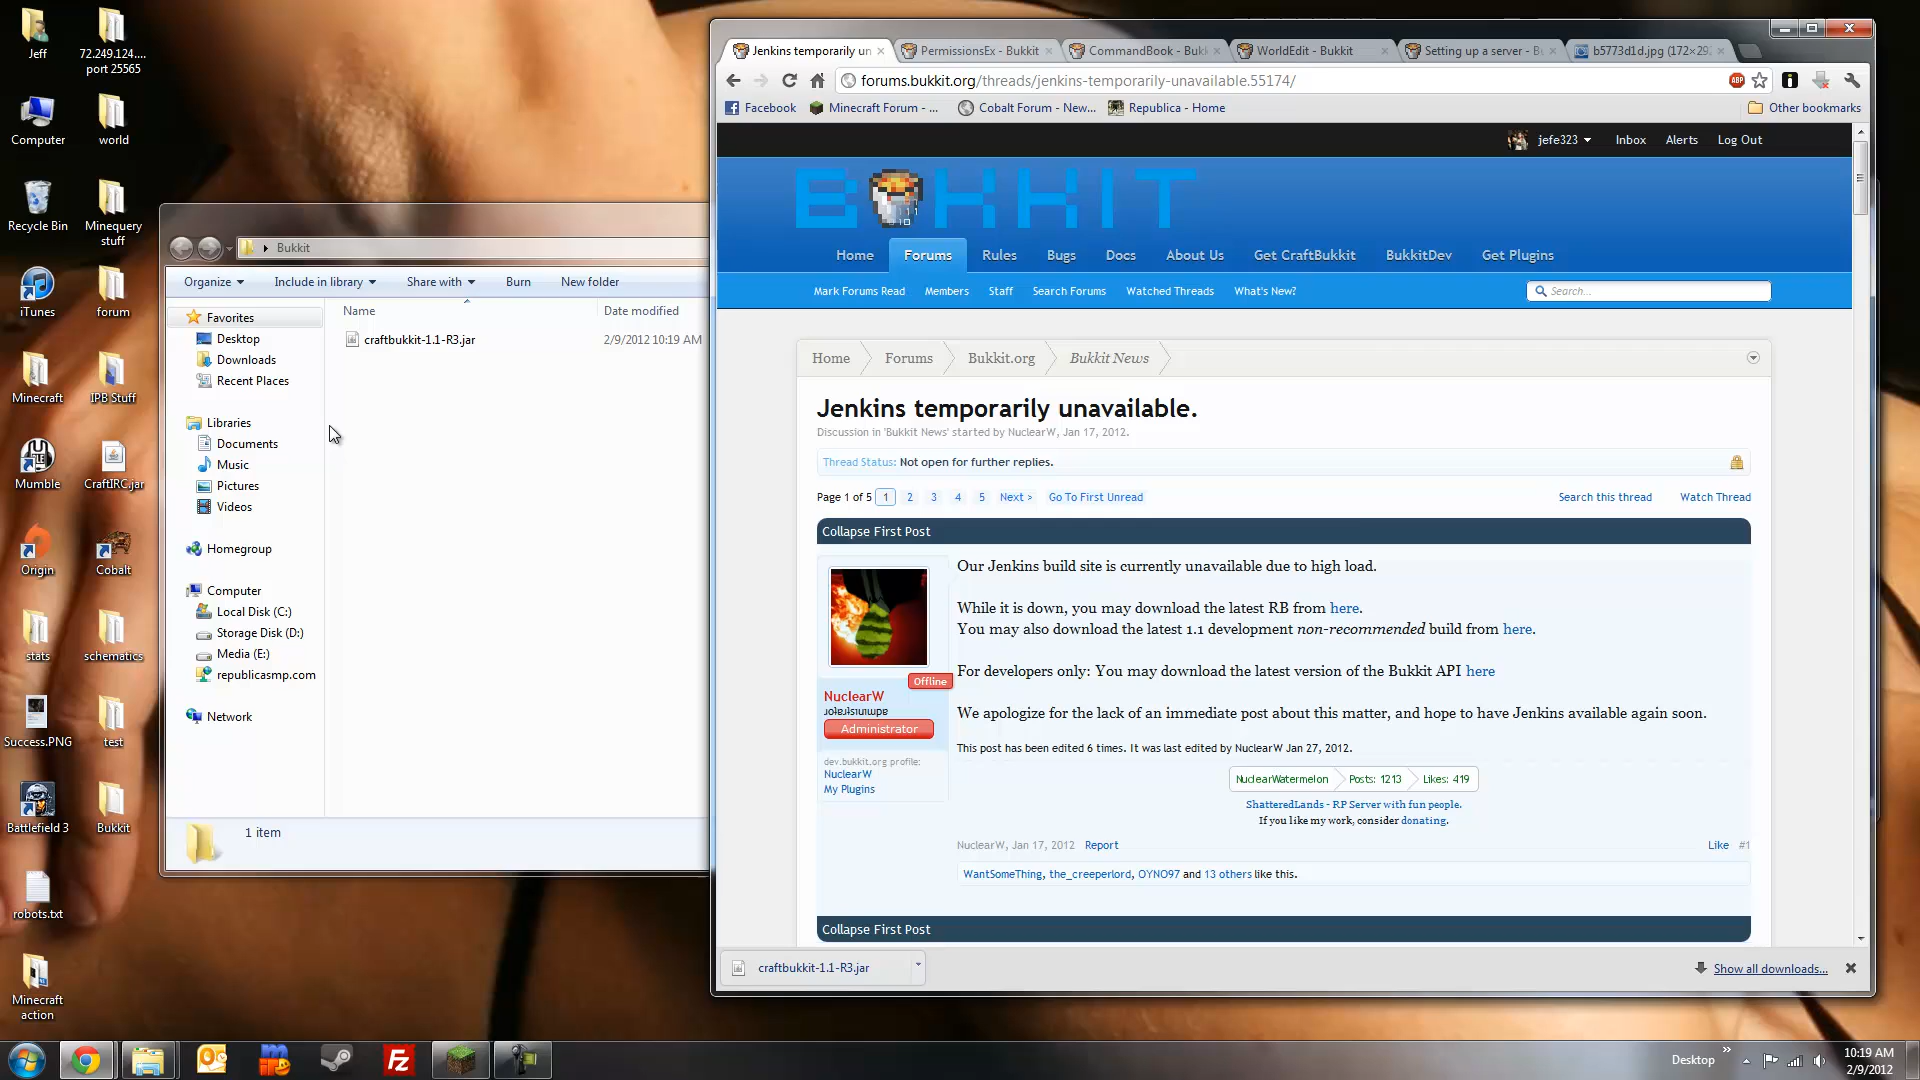 Jeff
72.249.124....
port 25565
Computer
world
Recycle Bin
Minequery
stuff
iTunes
forum
Minecraft
IPB Stuff
Mumble
CraftIRC.jar
Origin
Cobalt
stats
schematics
Success.PNG
test
Battlefield 3
Bukkit
robots.txt
Minecraft
action
Bukkit
Organize
Include in library
Share with
Burn
New folder
Name
Date modified
craftbukkit-1.1-R3.jar
2/9/2012 10:19 AM
Favorites
Desktop
Downloads
Recent Places
Libraries
Documents
Music
Pictures
Videos
Homegroup
Computer
Local Disk (C:)
Storage Disk (D:)
Media (E:)
republicasmp.com
Network
1 item
Jenkins temporarily un
PermissionsEx - Bukkit
CommandBook - Buk
WorldEdit - Bukkit
Setting up a server - B
b5773d1d.jpg (172×29
forums.bukkit.org/threads/jenkins-temporarily-unavailable.55174/
ABP
Facebook
Minecraft Forum - ...
Cobalt Forum - New...
Republica - Home
Other bookmarks
jefe323
Inbox
Alerts
Log Out
BUKKIT
Home
Forums
Rules
Bugs
Docs
About Us
Get CraftBukkit
BukkitDev
Get Plugins
Mark Forums Read
Members
Staff
Search Forums
Watched Threads
What's New?
Search...
Home
Forums
Bukkit.org
Bukkit News
Jenkins temporarily unavailable.
Discussion in 'Bukkit News' started by NuclearW, Jan 17, 2012.
Thread Status: Not open for further replies.
Page 1 of 5 1 2 3 4 5 Next > Go To First Unread
Search this thread
Watch Thread
Collapse First Post
Our Jenkins build site is currently unavailable due to high load.
While it is down, you may download the latest RB from here.
You may also download the latest 1.1 development non-recommended build from here.
For developers only: You may download the latest version of the Bukkit API here
We apologize for the lack of an immediate post about this matter, and hope to have Jenkins available again soon.
This post has been edited 6 times. It was last edited by NuclearW Jan 27, 2012.
Offline
NuclearW
Administrator
dev.bukkit.org profile:
NuclearW
My Plugins
NuclearWatermelon
Posts: 1213
Likes: 419
ShatteredLands - RP Server with fun people.
If you like my work, consider donating.
NuclearW, Jan 17, 2012
Report
Like
#1
WantSomeThing, the_creeperlord, OYNO97 and 13 others like this.
Collapse First Post
craftbukkit-1.1-R3.jar
Show all downloads...
Desktop
10:19 AM
2/9/2012